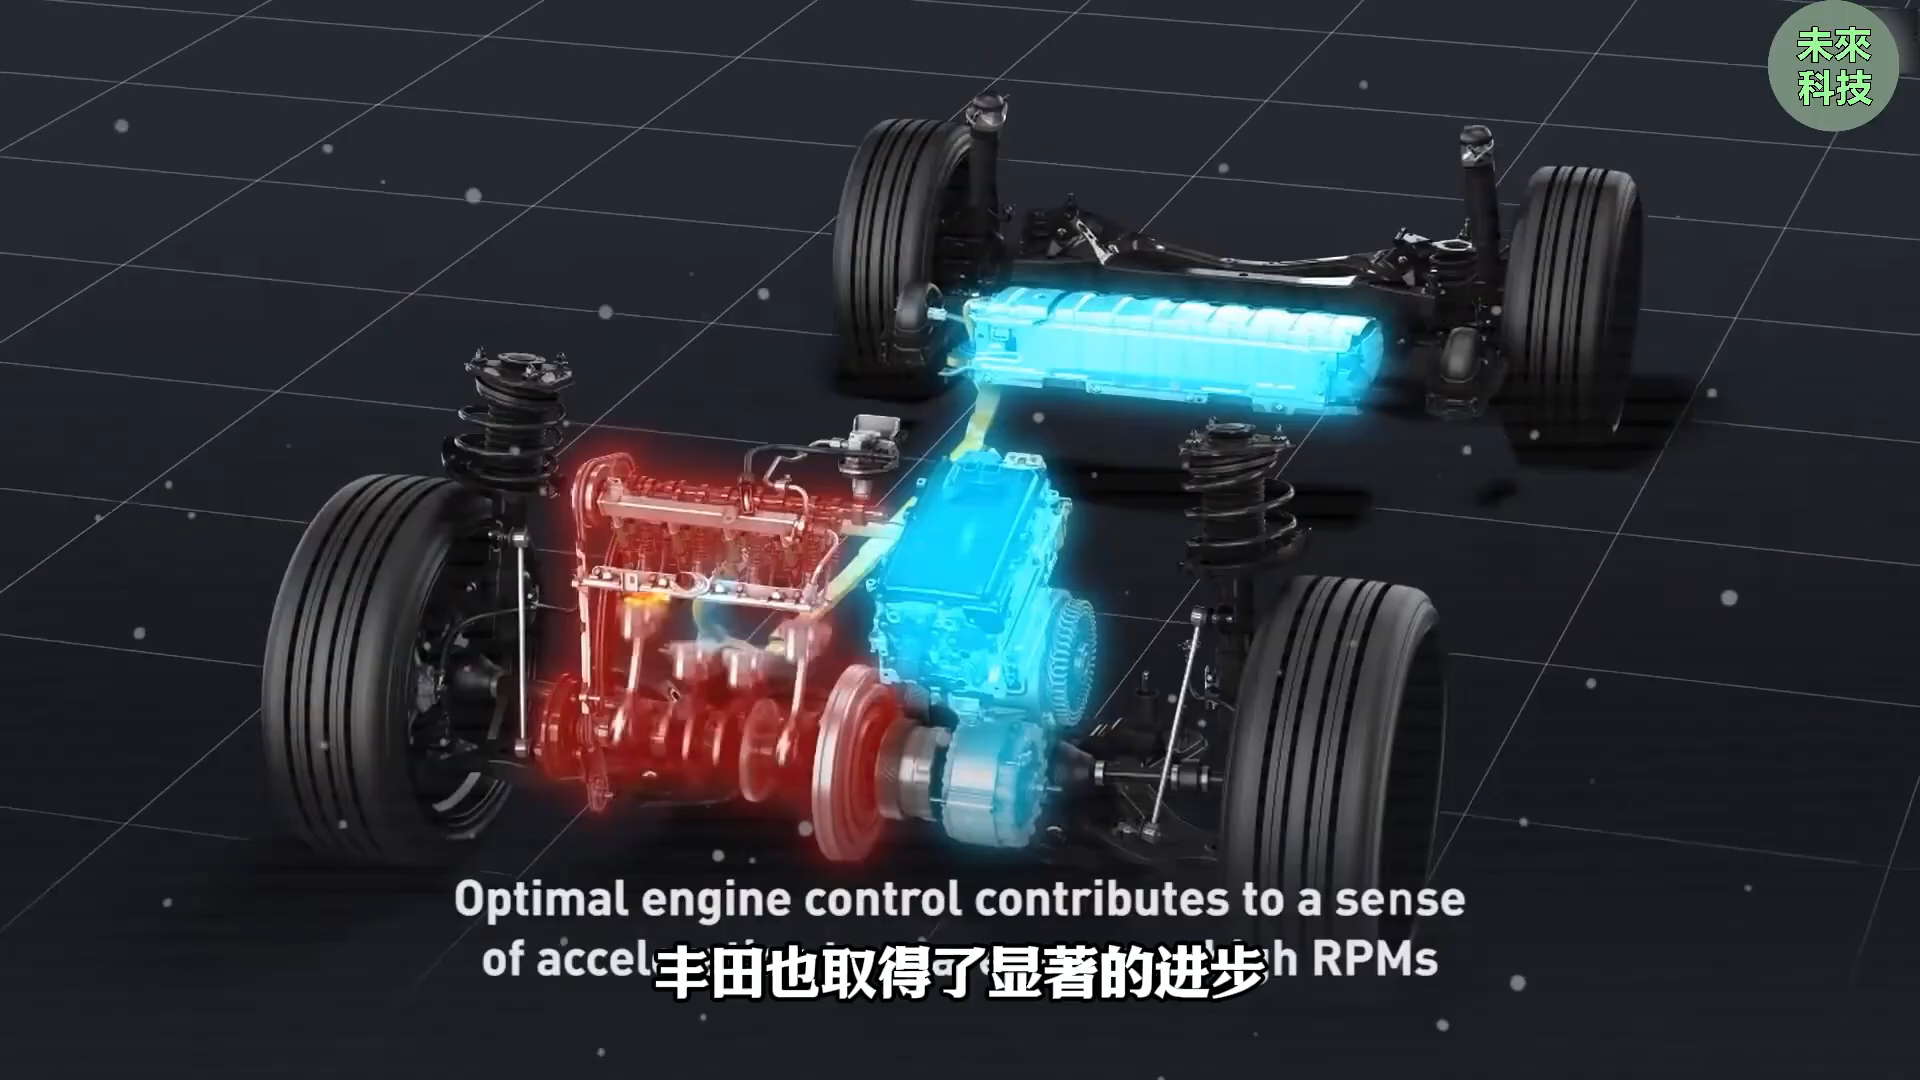 未來
科技
Optimal engine control contributes to a sense
of RPMs
丰田也取得了显著的进步